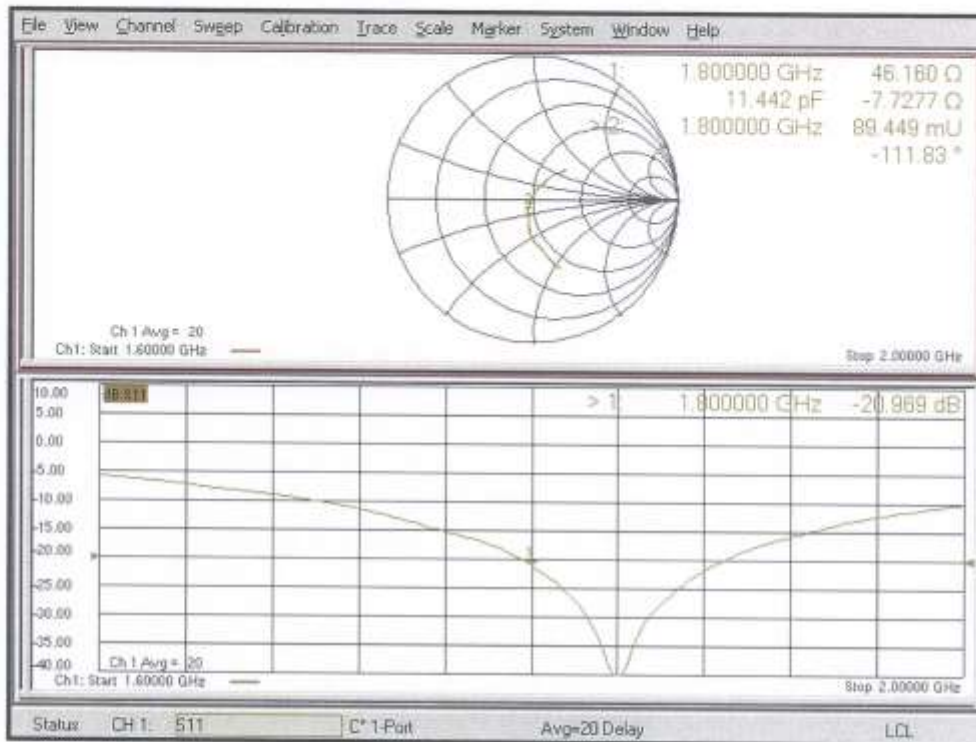 File View Channel Sweep Calibration Trace Scale Marker System Window Help
1: 1.800000 GHz 46.160 Ω
11.442 pF -7.7277 Ω
> 2: 1.800000 GHz 89.449 mU
-111.83 °
Ch 1 Avg = 20
Ch1: Start 1.60000 GHz
Stop 2.00000 GHz
10.00
dB S11
> 1: 1.800000 GHz -20.969 dB
5.00
0.00
-5.00
-10.00
-15.00
-20.00
-25.00
-30.00
-35.00
-40.00
Ch 1 Avg = 20
Ch1: Start 1.60000 GHz
Stop 2.00000 GHz
Status CH 1: S11 C* 1-Port Avg=20 Delay LCL